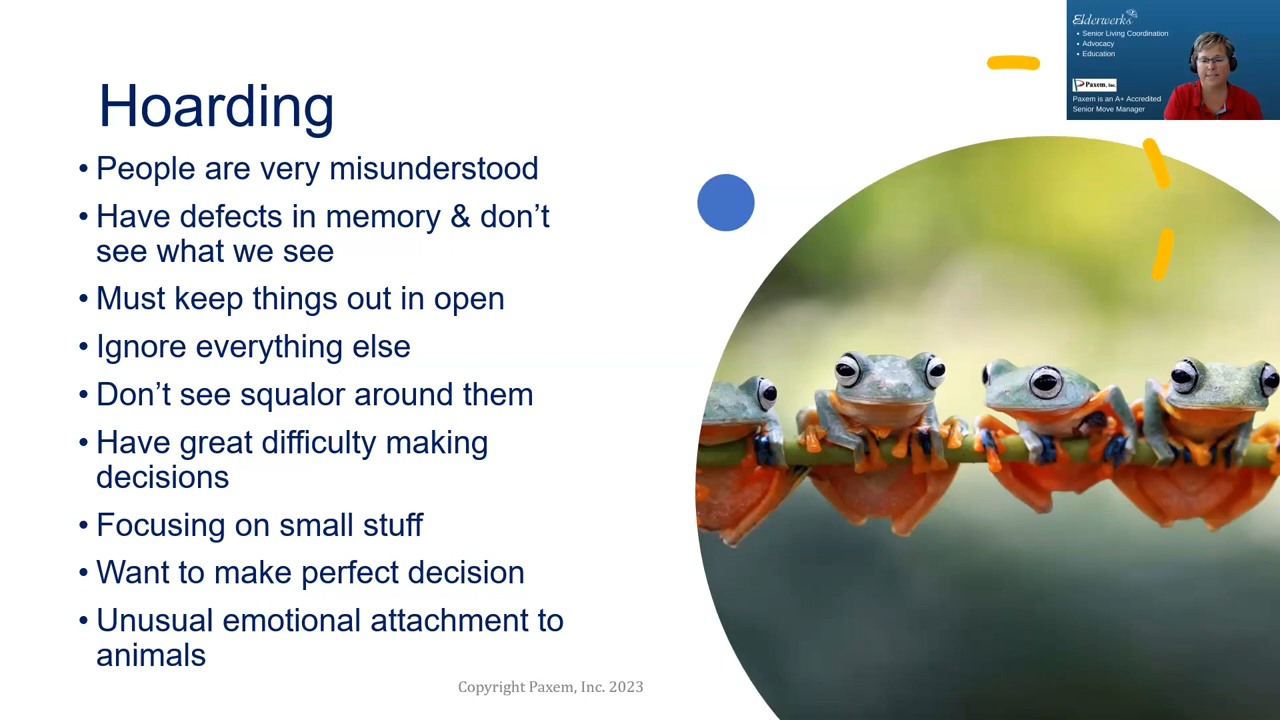 Elderwerks
• Senior Living Coordination
• Advocacy
• Education
Paxem, Inc.
Paxem is an A+ Accredited
Senior Move Manager
Hoarding
• People are very misunderstood
• Have defects in memory & don’t
see what we see
• Must keep things out in open
• Ignore everything else
• Don’t see squalor around them
• Have great difficulty making
decisions
• Focusing on small stuff
• Want to make perfect decision
• Unusual emotional attachment to
animals
Copyright Paxem, Inc. 2023